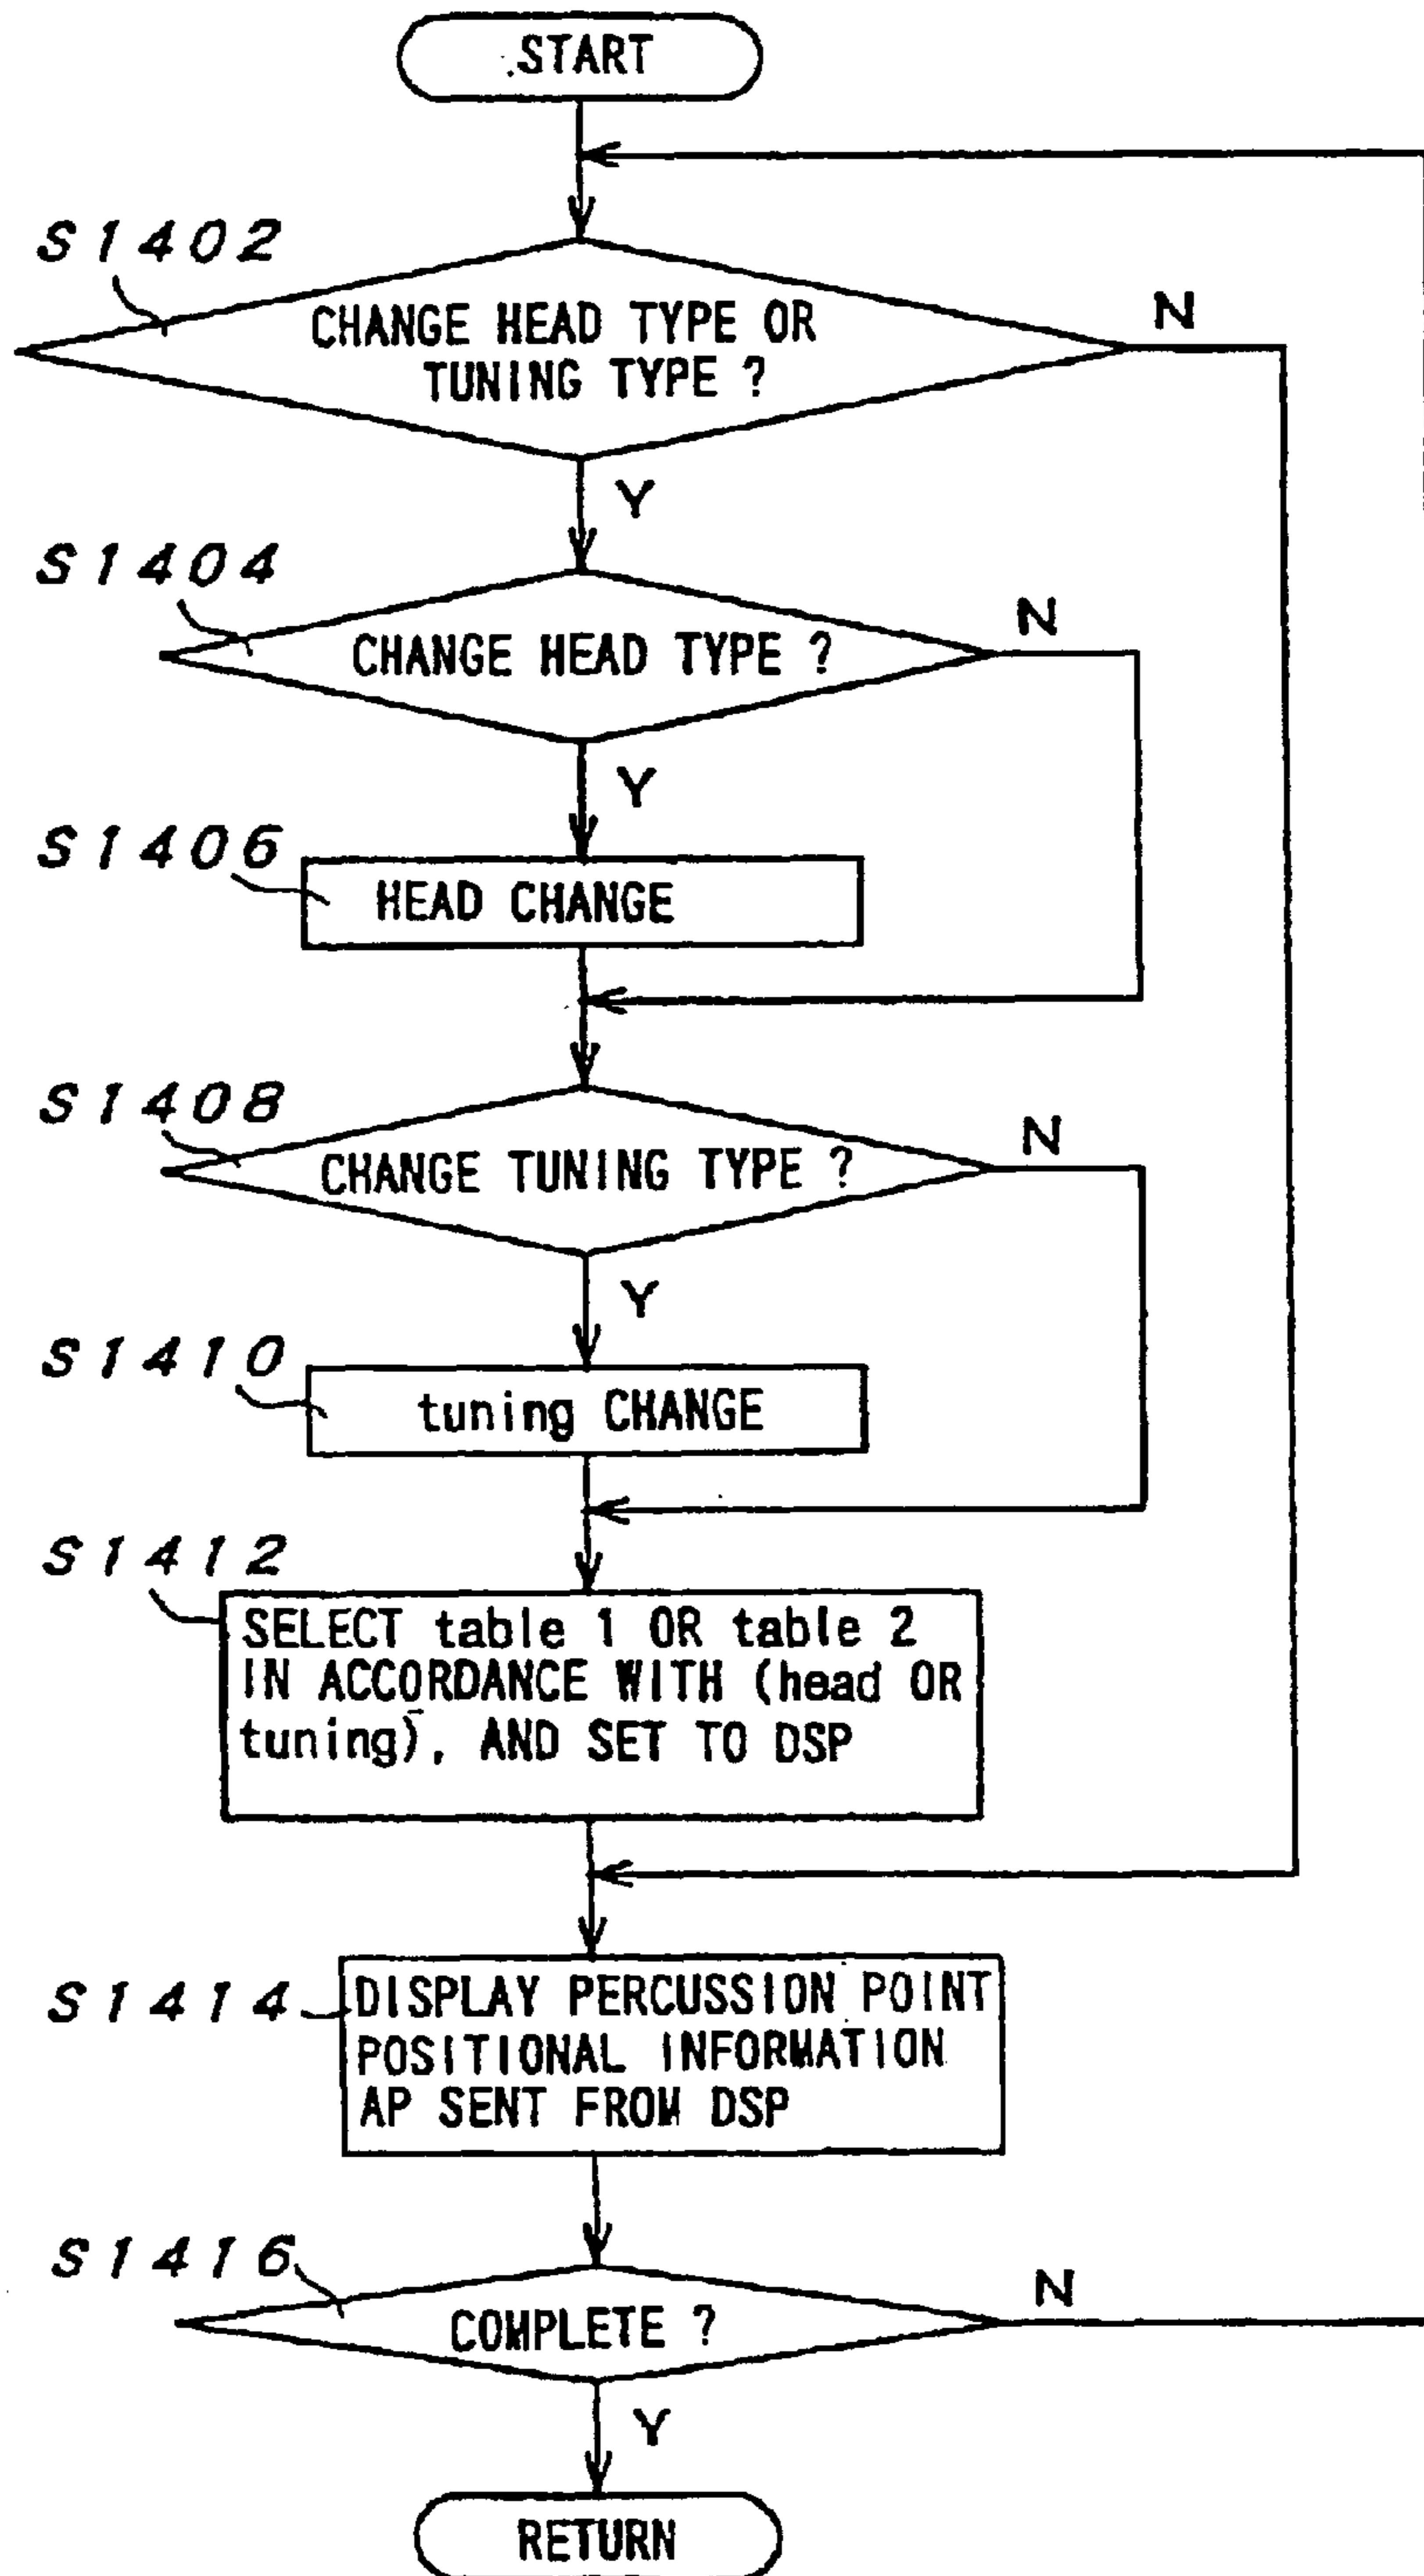 START
S1402
CHANGE HEAD TYPE OR
TUNING TYPE ?
N
Y
S1404
CHANGE HEAD TYPE ?
N
Y
S1406
HEAD CHANGE
S1408
CHANGE TUNING TYPE ?
N
Y
S1410
tuning CHANGE
S1412
SELECT table 1 OR table 2
IN ACCORDANCE WITH (head OR
tuning), AND SET TO DSP
S1414
DISPLAY PERCUSSION POINT
POSITIONAL INFORMATION
AP SENT FROM DSP
S1416
COMPLETE ?
N
Y
RETURN